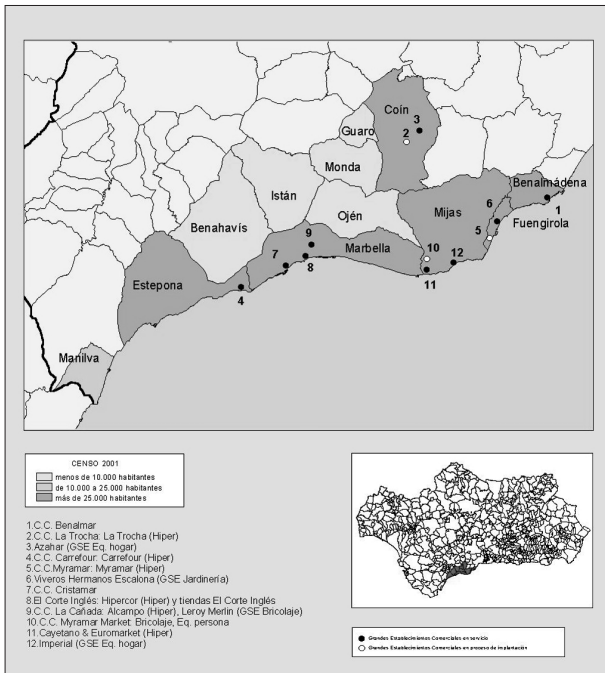 Coín
3
Guaro
2
Monda
Benalmádena
Istán
6
1
Mijas
Ojén
Fuengirola
Benahavís
5
9
10
Marbella
12
7
8
Estepona
11
4
Manilva
CENSO 2001
menos de 10.000 habitantes
de 10.000 a 25.000 habitantes
más de 25.000 habitantes
1.C.C. Benalmar
2.C.C. La Trocha: La Trocha (Hiper)
3.Azahar (GSE Eq. hogar)
4.C.C. Carrefour: Carrefour (Hiper)
5.C.C.Myramar: Myramar (Hiper)
6.Viveros Hermanos Escalona (GSE Jardinería)
7.C.C. Cristamar
8.El Corte Inglés: Hipercor (Hiper) y tiendas El Corte Inglés
9.C.C. La Cañada: Alcampo (Hiper), Leroy Merlin (GSE Bricolaje)
10.C.C. Myramar Market: Bricolaje, Eq. persona
11.Cayetano & Euromarket (Hiper)
12.Imperial (GSE Eq. hogar)
Grandes Establecimientos Comerciales en servicio
Grandes Establecimientos Comerciales en proceso de implantación